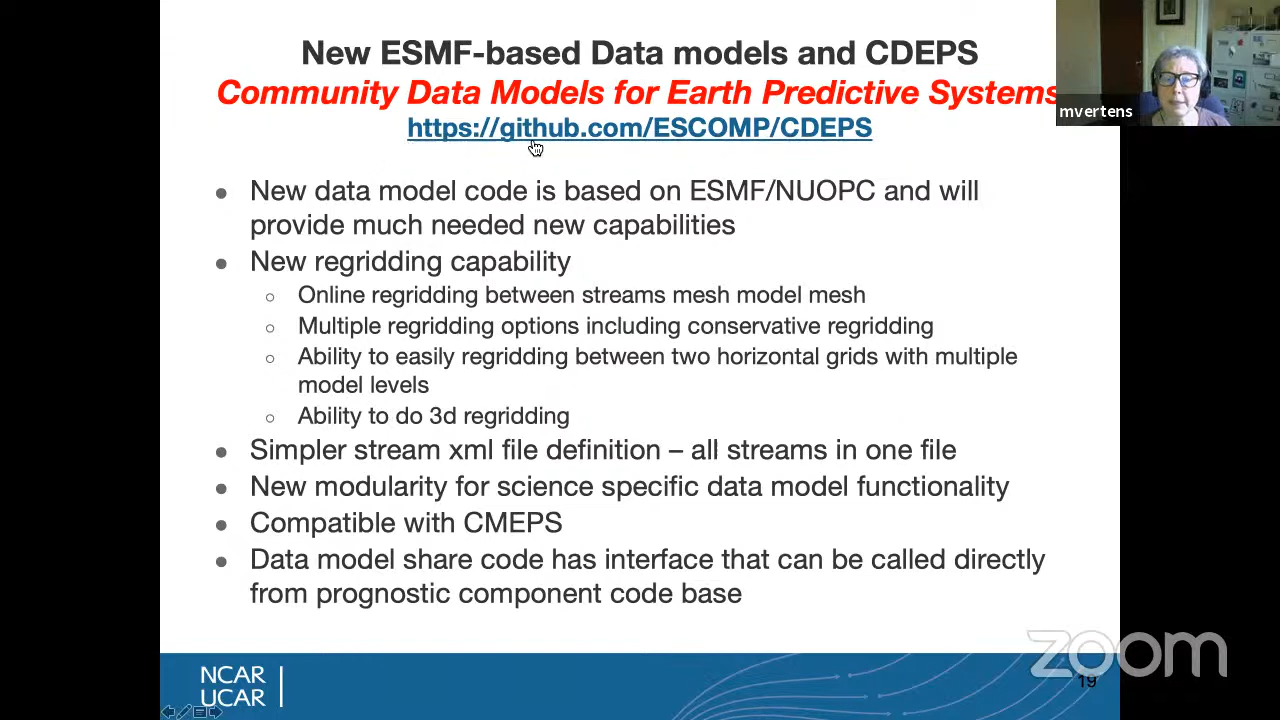 New ESMF-based Data models and CDEPS
Community Data Models for Earth Predictive Systems
https://github.com/ESCOMP/CDEPS
mvertens
● New data model code is based on ESMF/NUOPC and will
provide much needed new capabilities
● New regridding capability
○ Online regridding between streams mesh model mesh
○ Multiple regridding options including conservative regridding
○ Ability to easily regridding between two horizontal grids with multiple
model levels
○ Ability to do 3d regridding
● Simpler stream xml file definition – all streams in one file
● New modularity for science specific data model functionality
● Compatible with CMEPS
● Data model share code has interface that can be called directly
from prognostic component code base
zoom
NCAR
UCAR
19